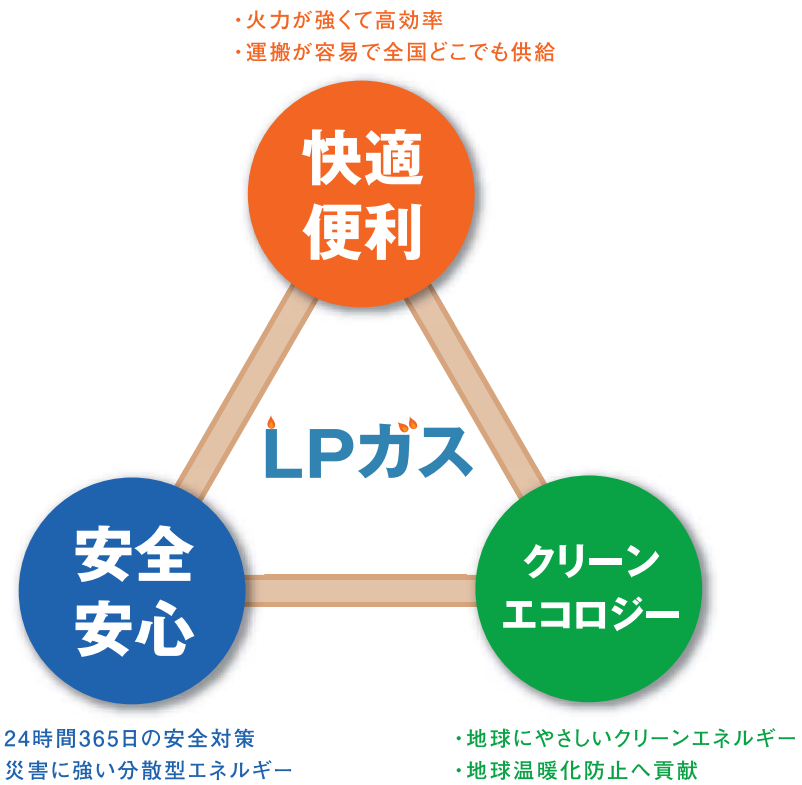 ・火力が強くて高効率
・運搬が容易で全国どこでも供給
快適
便利
LPガス
安全
安心
クリーン
エコロジー
24時間365日の安全対策
災害に強い分散型エネルギー
・地球にやさしいクリーンエネルギー
・地球温暖化防止へ貢献